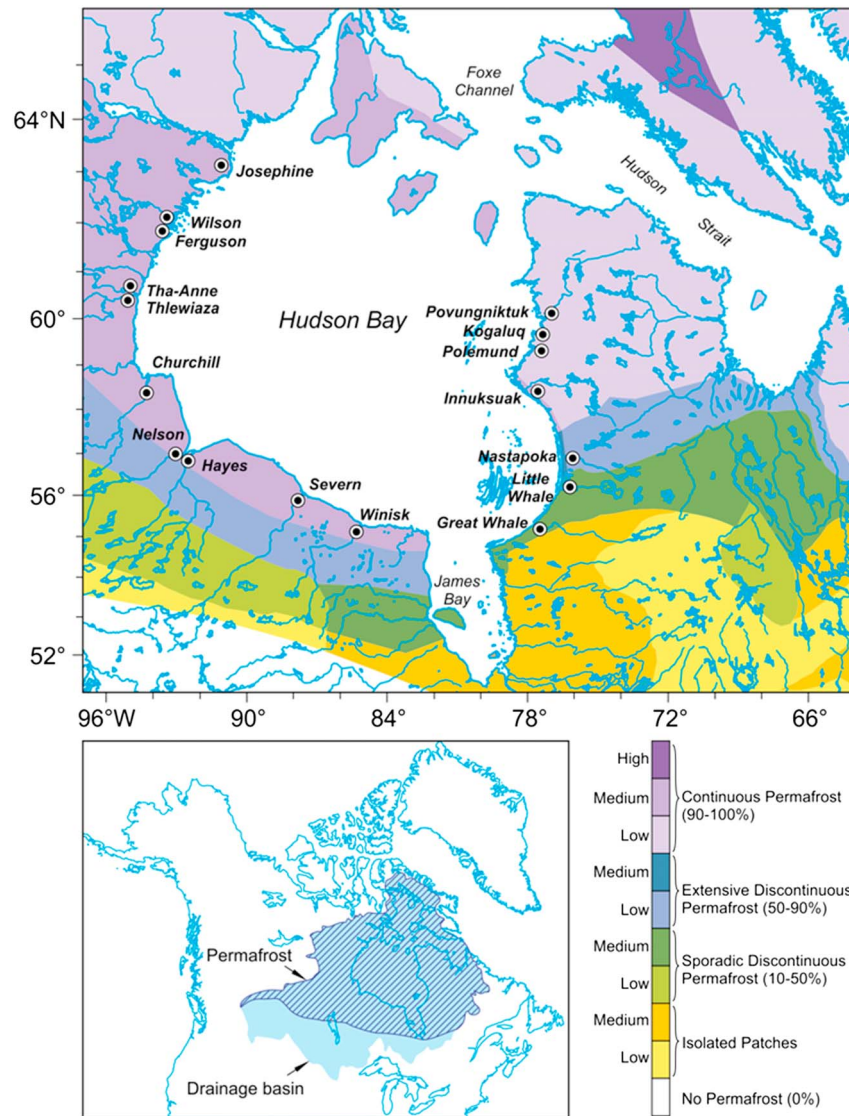 Foxe
Channel
64°N
Josephine
Hudson
Strait
Wilson
Ferguson
Tha-Anne
Thlewiaza
60°
Hudson Bay
Povungniktuk
Kogaluq
Polemund
Churchill
Innuksuak
Nelson
Hayes
Nastapoka
Little
Whale
Severn
56°
Winisk
Great Whale
James
Bay
52°
96°W
90°
84°
78°
72°
66°
Permafrost
Drainage basin
High
Medium
Low
Continuous Permafrost
(90-100%)
Medium
Low
Extensive Discontinuous
Permafrost (50-90%)
Medium
Low
Sporadic Discontinuous
Permafrost (10-50%)
Medium
Low
Isolated Patches
No Permafrost (0%)